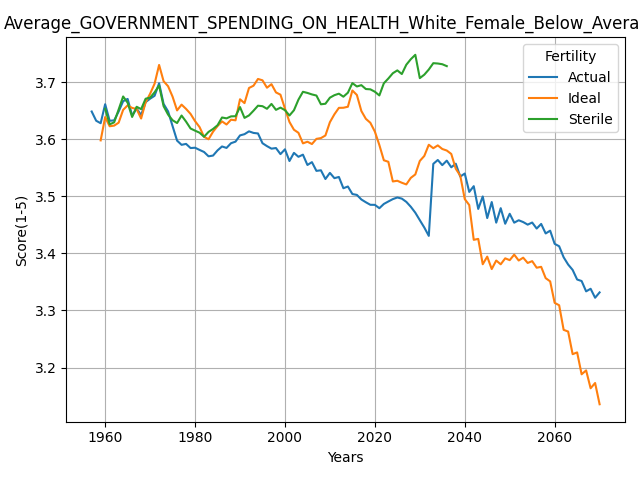 Average_GOVERNMENT_SPENDING_ON_HEALTH_White_Female_Below_Avera
Fertility
Actual
Ideal
Sterile
Score(1-5)
3.7
3.6
3.5
3.4
3.3
3.2
1960 1980 2000 2020 2040 2060
Years